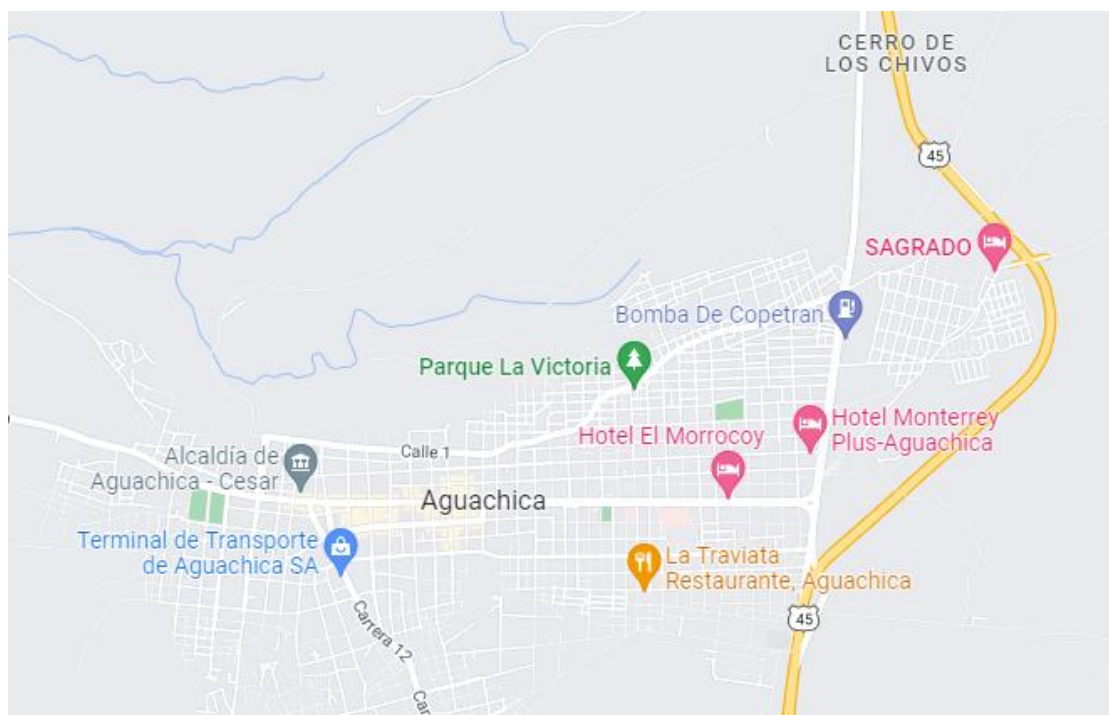 CERRO DE
LOS CHIVOS
45
SAGRADO
Bomba De Copetran
Parque La Victoria
Hotel Monterrey
Plus-Aguachica
Hotel El Morrocoy
Calle 1
Alcaldía de
Aguachica - Cesar
Aguachica
Terminal de Transporte
de Aguachica SA
La Traviata
Restaurante, Aguachica
45
Carrera 12